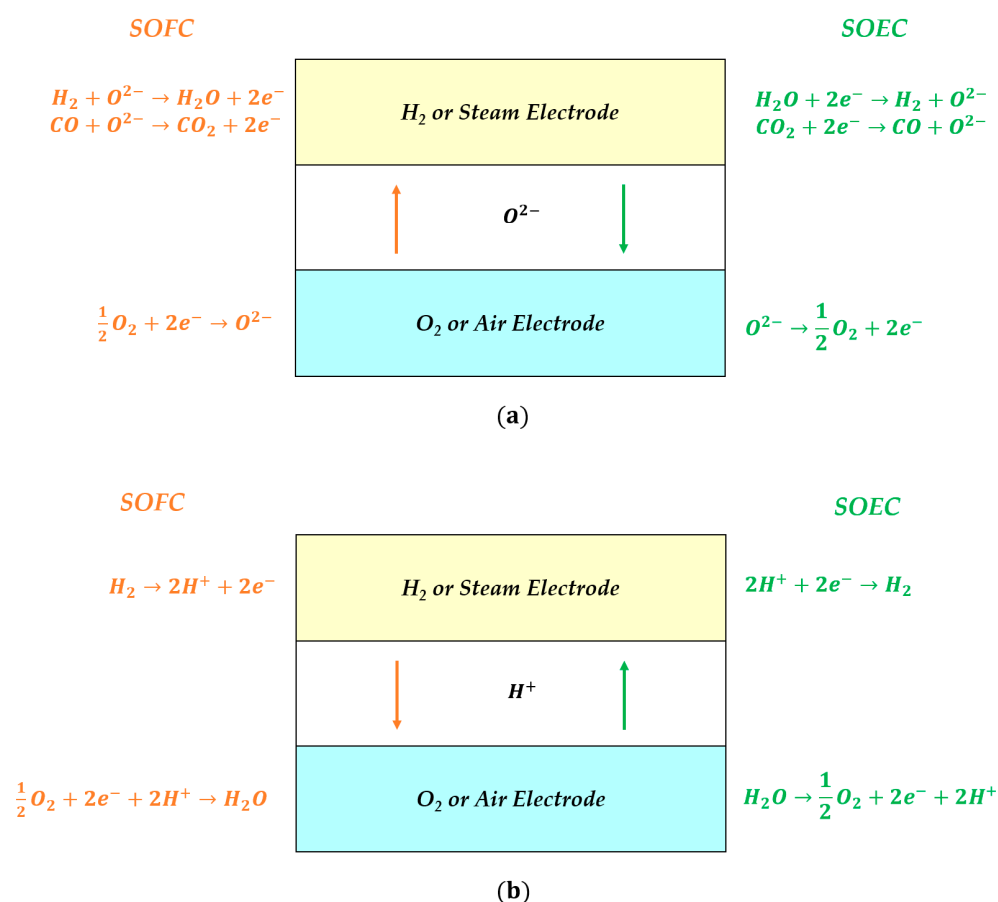 SOFC
SOEC
H₂ + O²⁻ → H₂O + 2e⁻
CO + O²⁻ → CO₂ + 2e⁻
H₂ or Steam Electrode
H₂O + 2e⁻ → H₂ + O²⁻
CO₂ + 2e⁻ → CO + O²⁻
O²⁻
½O₂ + 2e⁻ → O²⁻
O₂ or Air Electrode
O²⁻ → ½O₂ + 2e⁻
(a)
SOFC
SOEC
H₂ → 2H⁺ + 2e⁻
H₂ or Steam Electrode
2H⁺ + 2e⁻ → H₂
H⁺
½O₂ + 2e⁻ + 2H⁺ → H₂O
O₂ or Air Electrode
H₂O → ½O₂ + 2e⁻ + 2H⁺
(b)